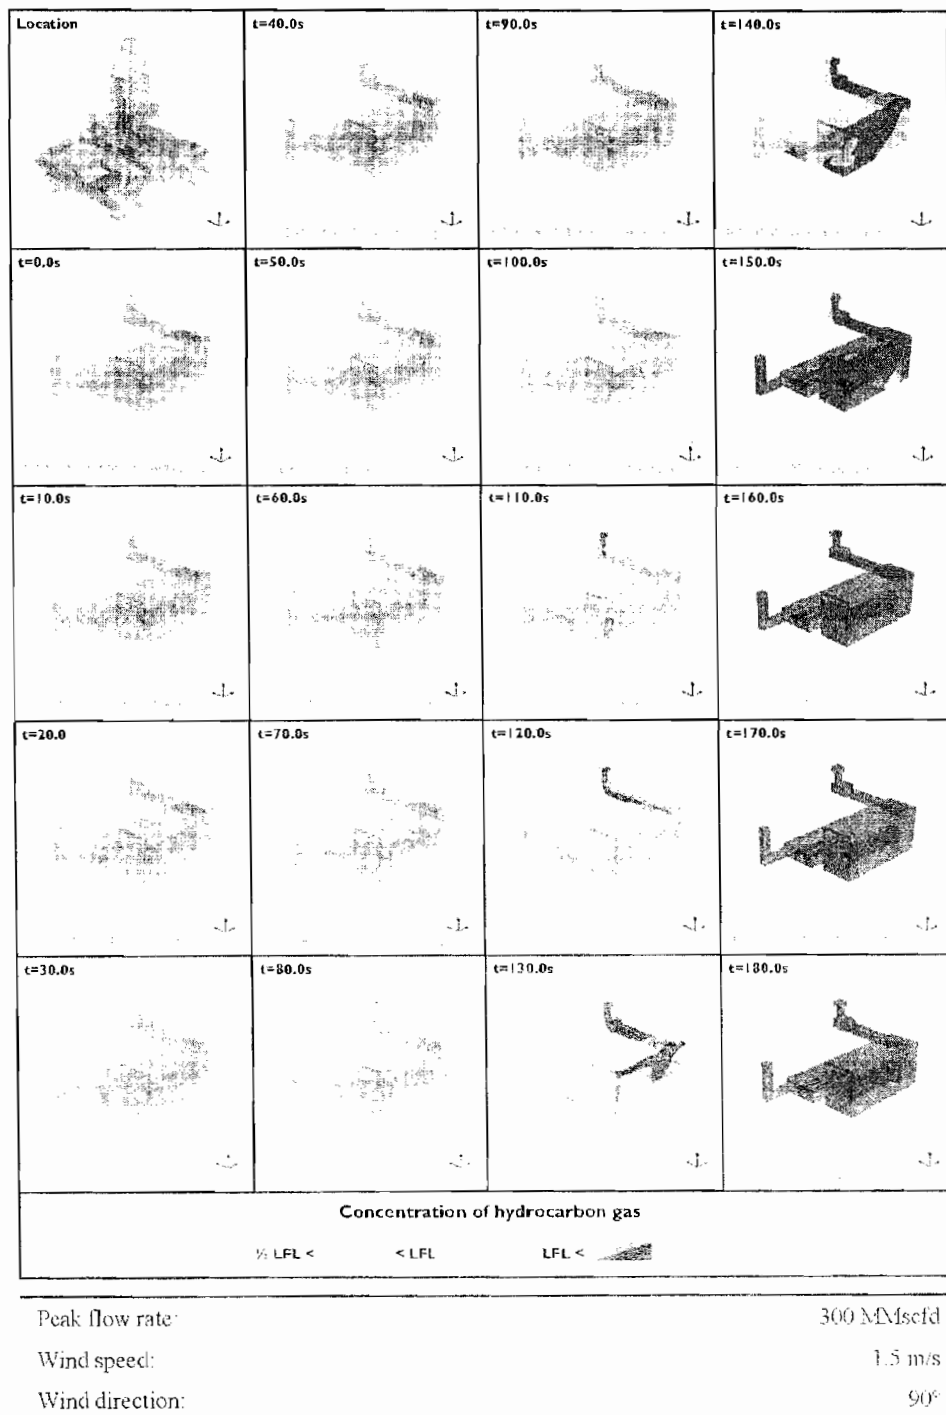 Location
t=40.0s
t=90.0s
t=140.0s
t=0.0s
t=50.0s
t=100.0s
t=150.0s
t=10.0s
t=60.0s
t=110.0s
t=160.0s
t=20.0
t=70.0s
t=120.0s
t=170.0s
t=30.0s
t=80.0s
t=130.0s
t=180.0s
Concentration of hydrocarbon gas
½ LFL < < LFL LFL <
Peak flow rate: 300 MMscfd
Wind speed: 1.5 m/s
Wind direction: 90°